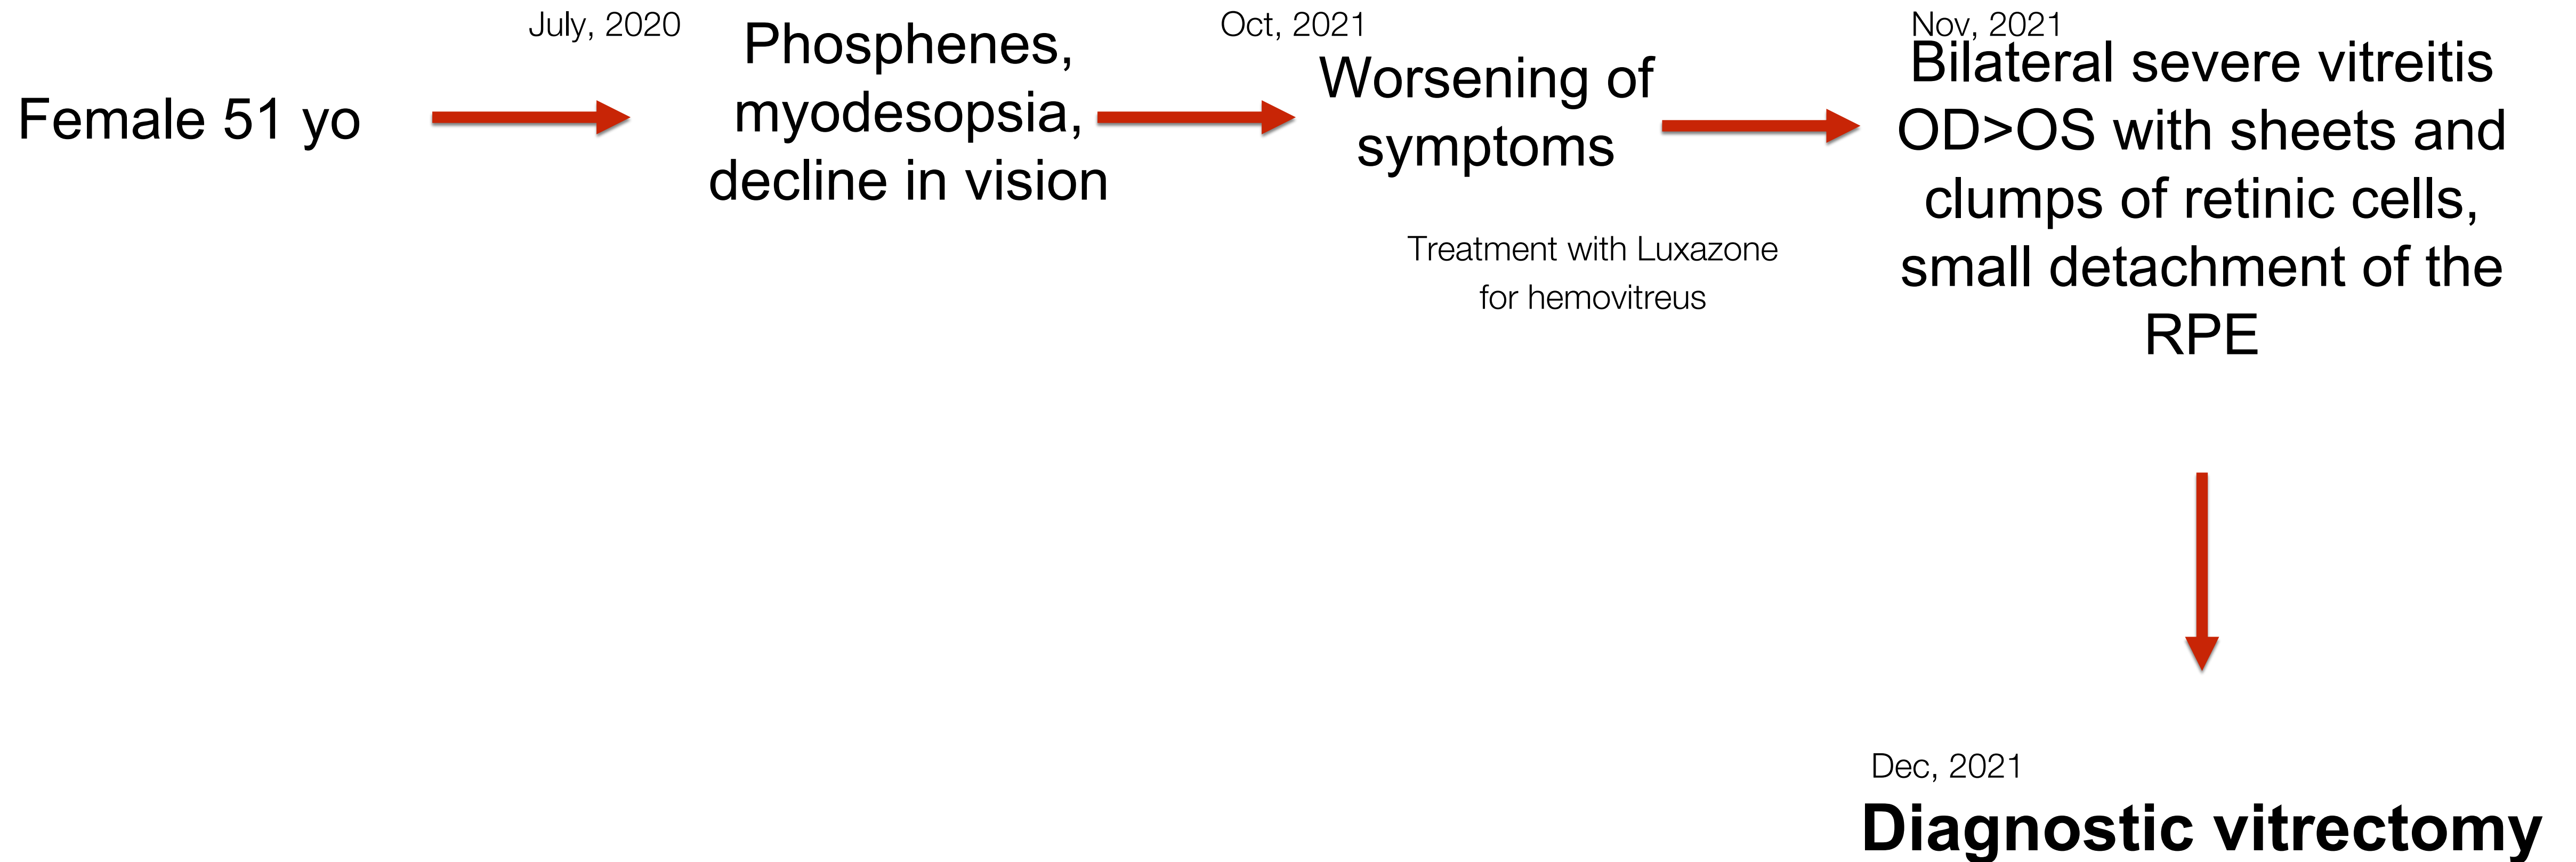 Female 51 yo
July, 2020
Phosphenes,
myodesopsia,
decline in vision
Oct, 2021
Worsening of
symptoms
Treatment with Luxazone
for hemovitreus
Nov, 2021
Bilateral severe vitreitis
OD>OS with sheets and
clumps of retinic cells,
small detachment of the
RPE
Dec, 2021
Diagnostic vitrectomy